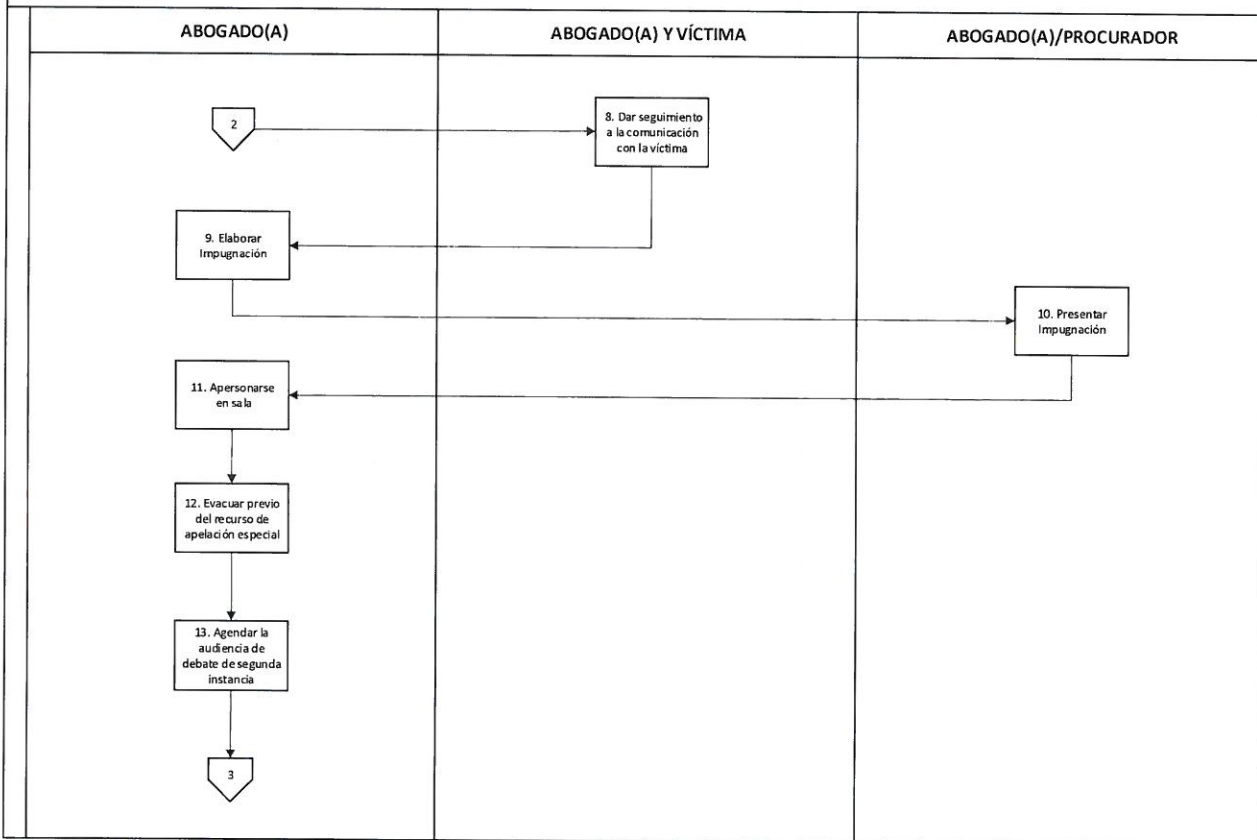 ABOGADO(A)
ABOGADO(A) Y VÍCTIMA
ABOGADO(A)/PROCURADOR
2
8. Dar seguimiento
a la comunicación
con la víctima
9. Elaborar
Impugnación
10. Presentar
Impugnación
11. Apersonarse
en sala
12. Evacuar previo
del recurso de
apelación especial
13. Agendar la
audiencia de
debate de segunda
instancia
3